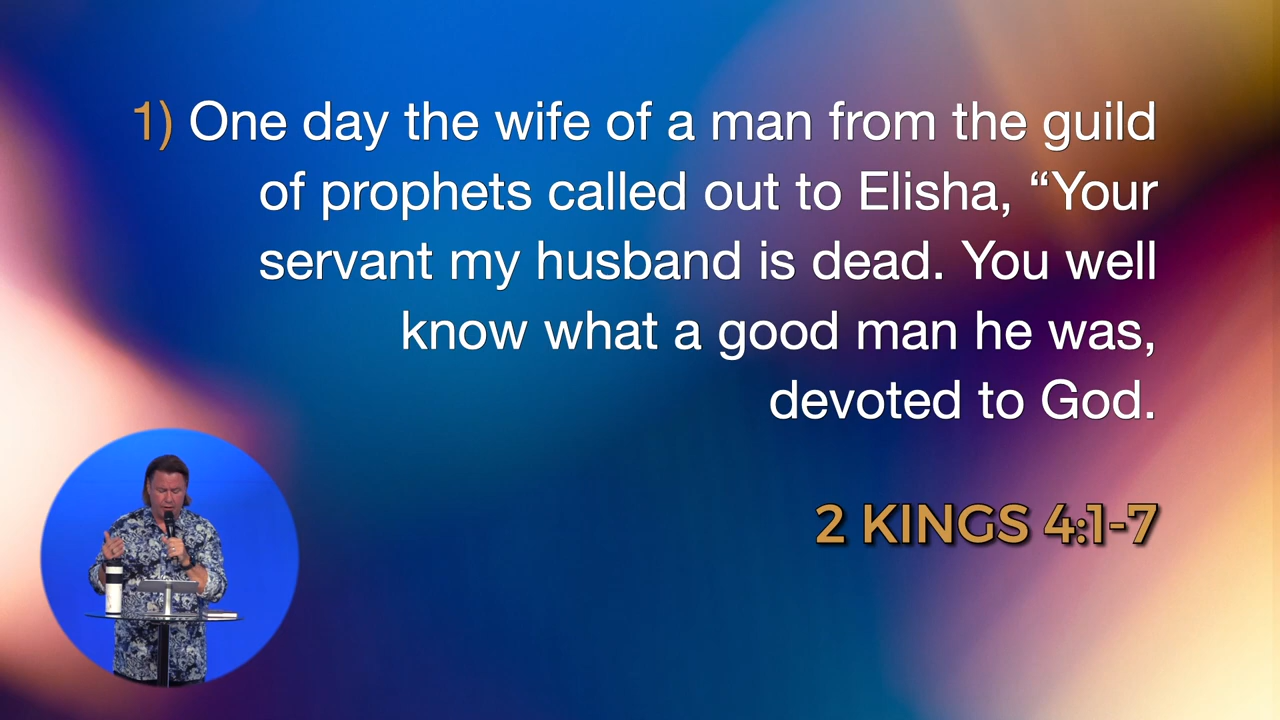 1) One day the wife of a man from the guild
of prophets called out to Elisha, “Your
servant my husband is dead. You well
know what a good man he was,
devoted to God.
2 KINGS 4:1-7